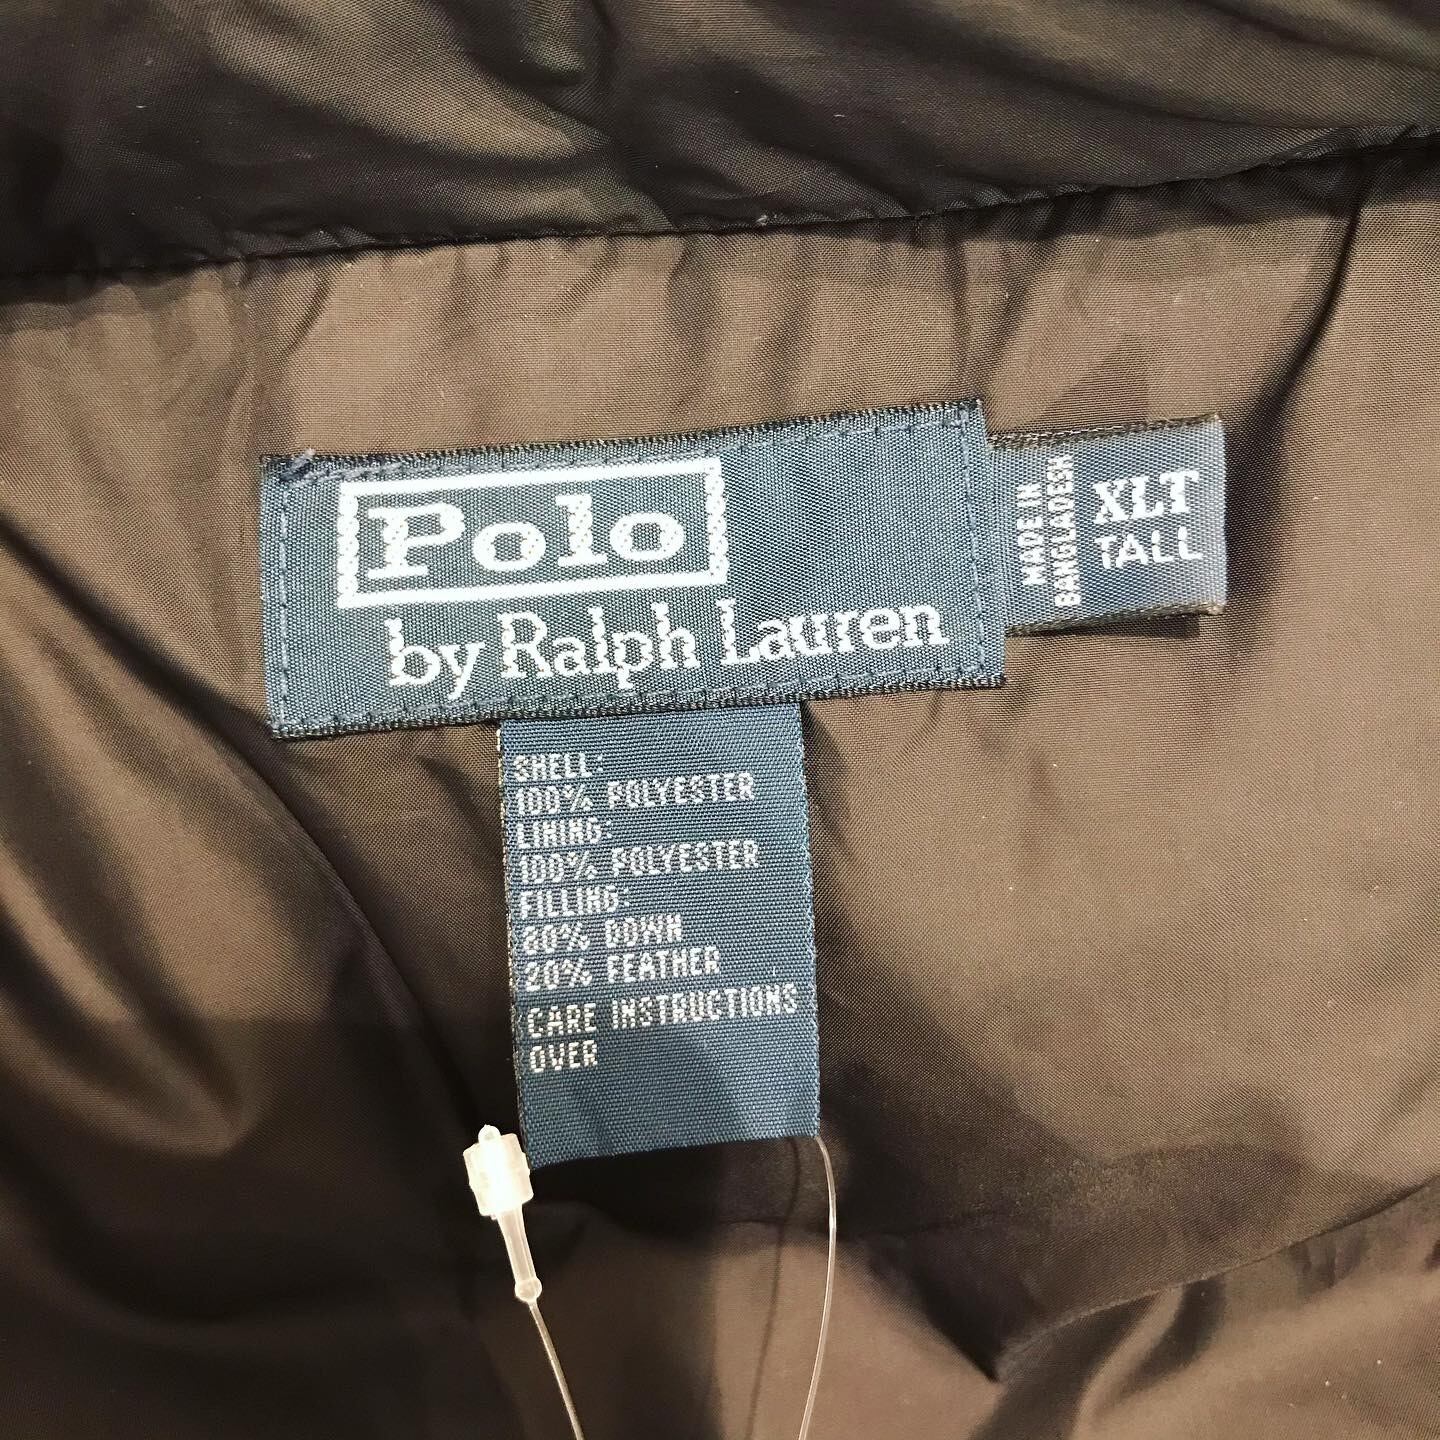 Polo
by Ralph Lauren
MADE IN
BANGLADESH
XLT
TALL
SHELL:
100% POLYESTER
LINING:
100% POLYESTER
FILLING:
80% DOWN
20% FEATHER
CARE INSTRUCTIONS
OVER